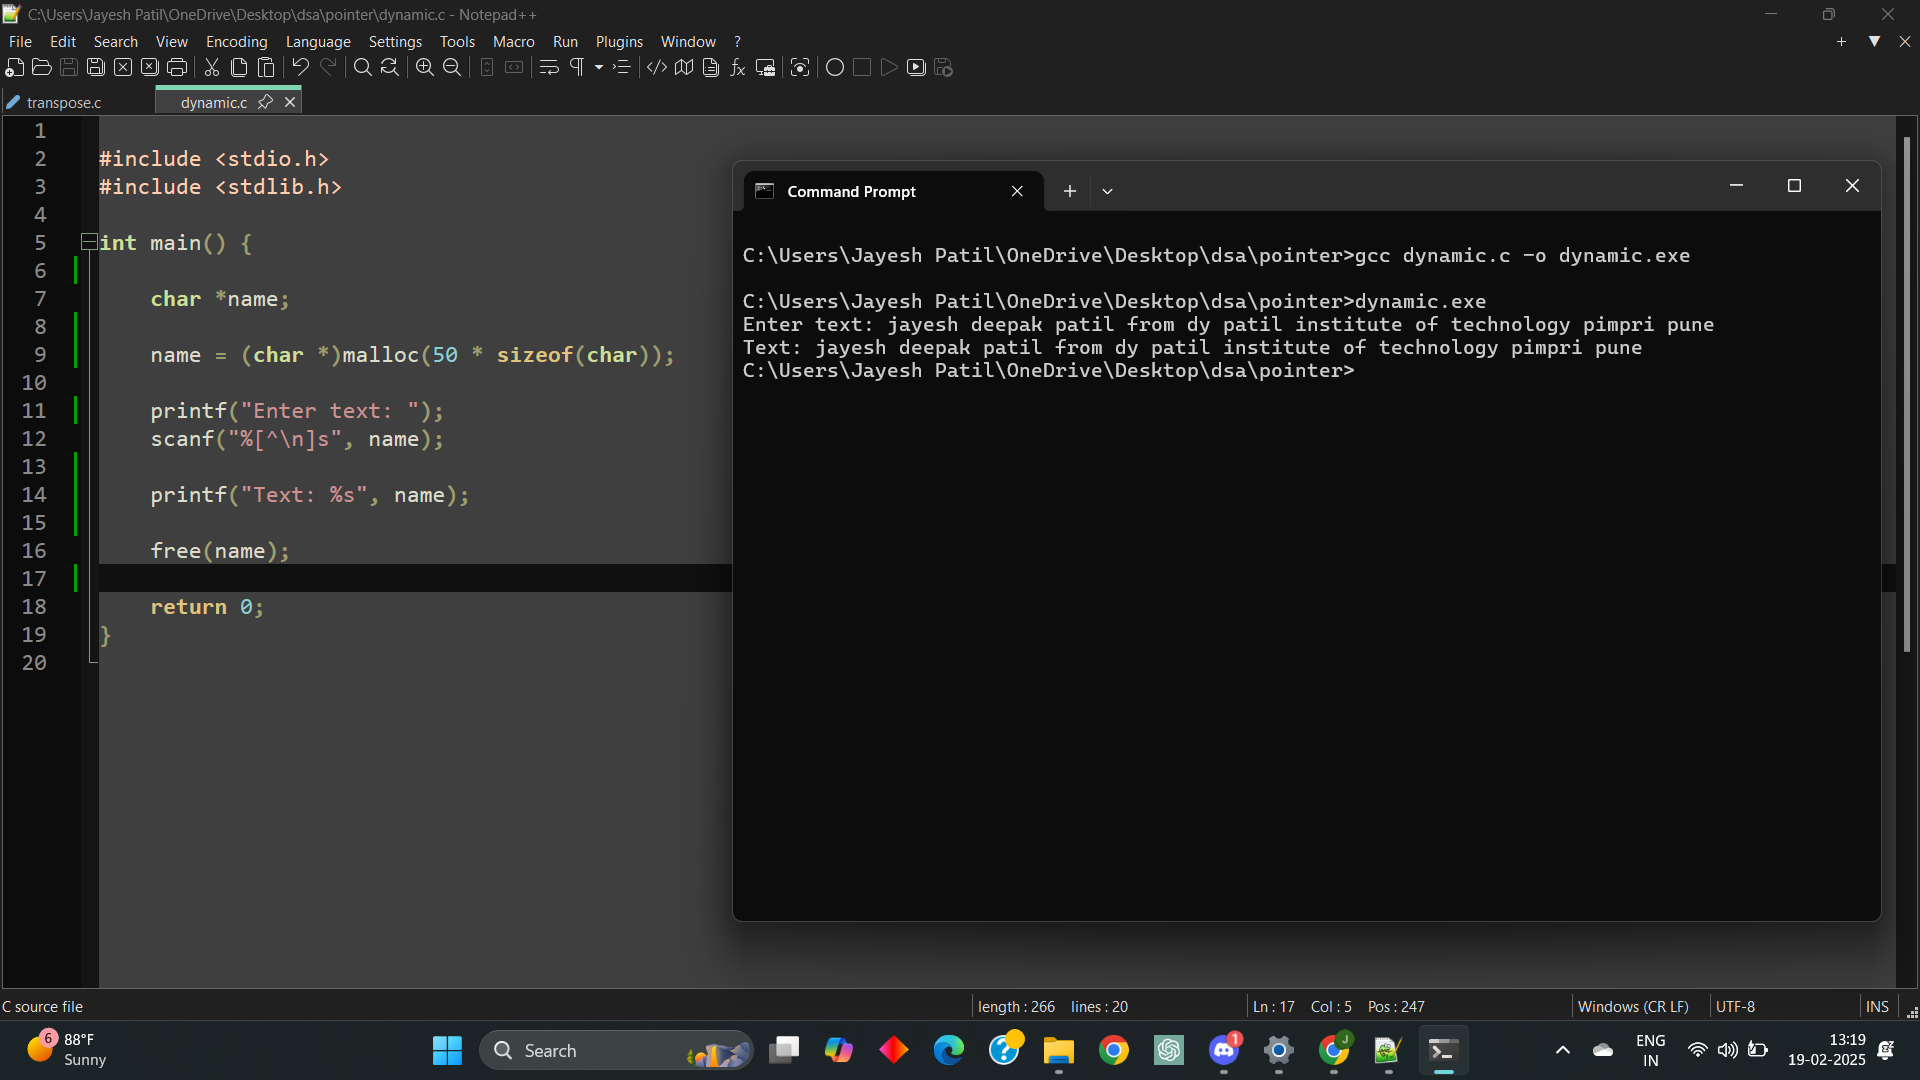 C:\Users\Jayesh Patil\OneDrive\Desktop\dsa\pointer\dynamic.c - Notepad++
File Edit Search View Encoding Language Settings Tools Macro Run Plugins Window ?
transpose.c dynamic.c
1
2 #include <stdio.h>
3 #include <stdlib.h>
4
5 int main() {
6
7 char *name;
8
9 name = (char *)malloc(50 * sizeof(char));
10
11 printf("Enter text: ");
12 scanf("%[^\n]s", name);
13
14 printf("Text: %s", name);
15
16 free(name);
17
18 return 0;
19 }
20
Command Prompt
C:\Users\Jayesh Patil\OneDrive\Desktop\dsa\pointer>gcc dynamic.c -o dynamic.exe
C:\Users\Jayesh Patil\OneDrive\Desktop\dsa\pointer>dynamic.exe
Enter text: jayesh deepak patil from dy patil institute of technology pimpri pune
Text: jayesh deepak patil from dy patil institute of technology pimpri pune
C:\Users\Jayesh Patil\OneDrive\Desktop\dsa\pointer>
C source file length : 266 lines : 20 Ln : 17 Col : 5 Pos : 247 Windows (CR LF) UTF-8 INS
6 88°F
Sunny
Search
1
J
ENG
IN
13:19
19-02-2025